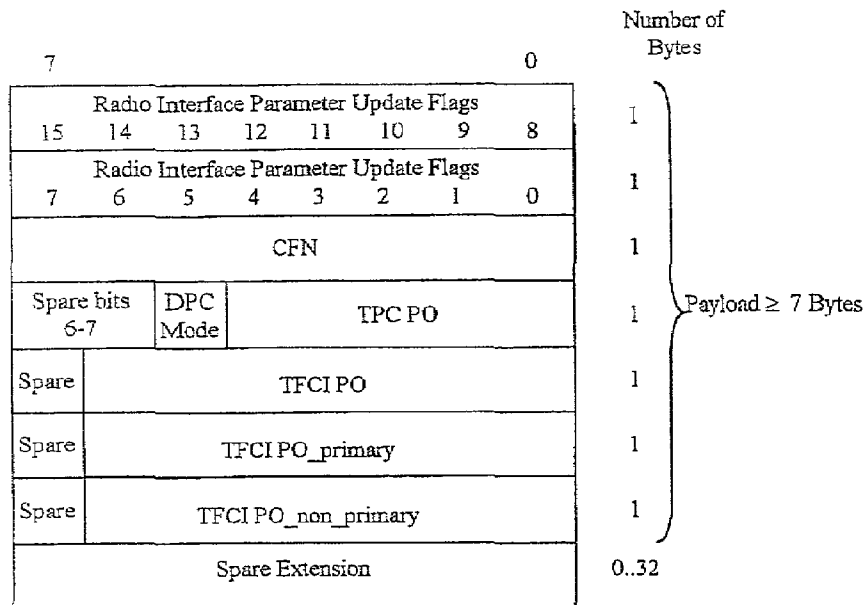 Number of
Bytes
7 0
Radio Interface Parameter Update Flags
15 14 13 12 11 10 9 8
1
Radio Interface Parameter Update Flags
7 6 5 4 3 2 1 0
1
CFN
1
Spare bits
6-7
DPC
Mode
TPC PO
1
Payload ≥ 7 Bytes
Spare
TFCI PO
1
Spare
TFCI PO_primary
1
Spare
TFCI PO_non_primary
1
Spare Extension
0..32